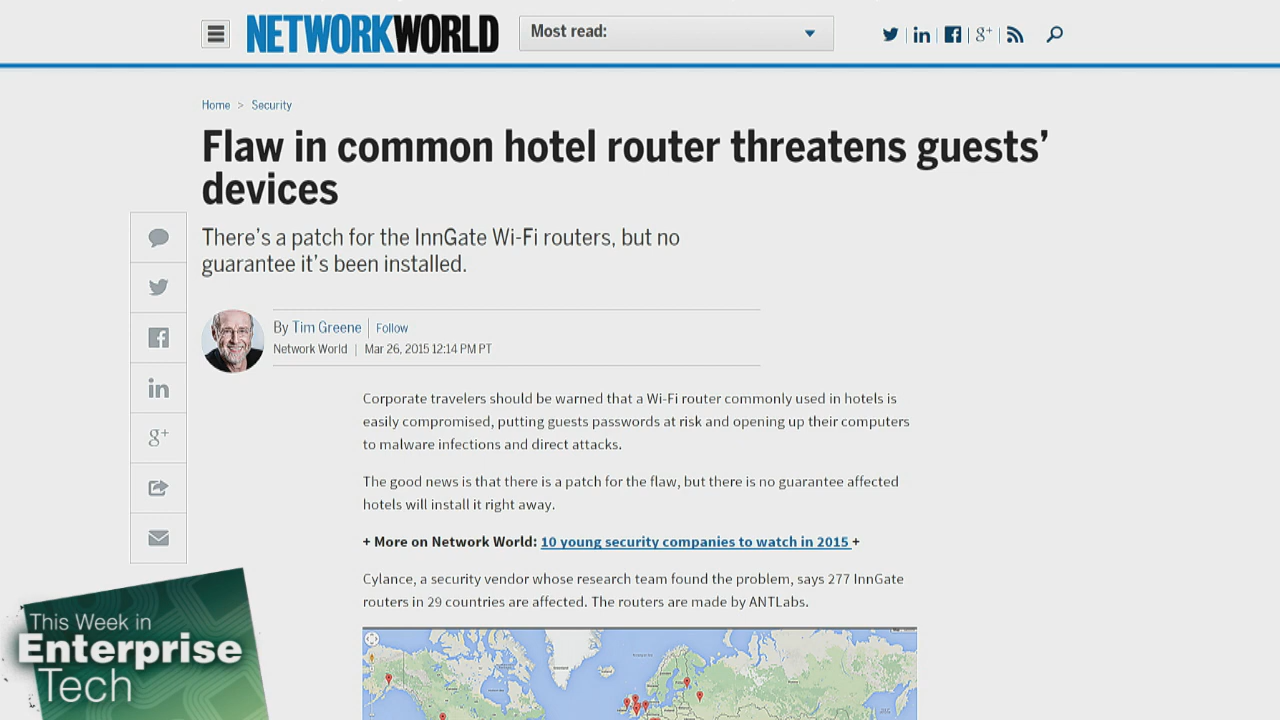 NETWORKWORLD
Most read:
g+
Home > Security
Flaw in common hotel router threatens guests’
devices
There’s a patch for the InnGate Wi-Fi routers, but no
guarantee it’s been installed.
By Tim Greene | Follow
Network World | Mar 26, 2015 12:14 PM PT
in
g+
Corporate travelers should be warned that a Wi-Fi router commonly used in hotels is
easily compromised, putting guests passwords at risk and opening up their computers
to malware infections and direct attacks.
The good news is that there is a patch for the flaw, but there is no guarantee affected
hotels will install it right away.
+ More on Network World: 10 young security companies to watch in 2015 +
Cylance, a security vendor whose research team found the problem, says 277 InnGate
routers in 29 countries are affected. The routers are made by ANTLabs.
This Week in
Enterprise
Tech